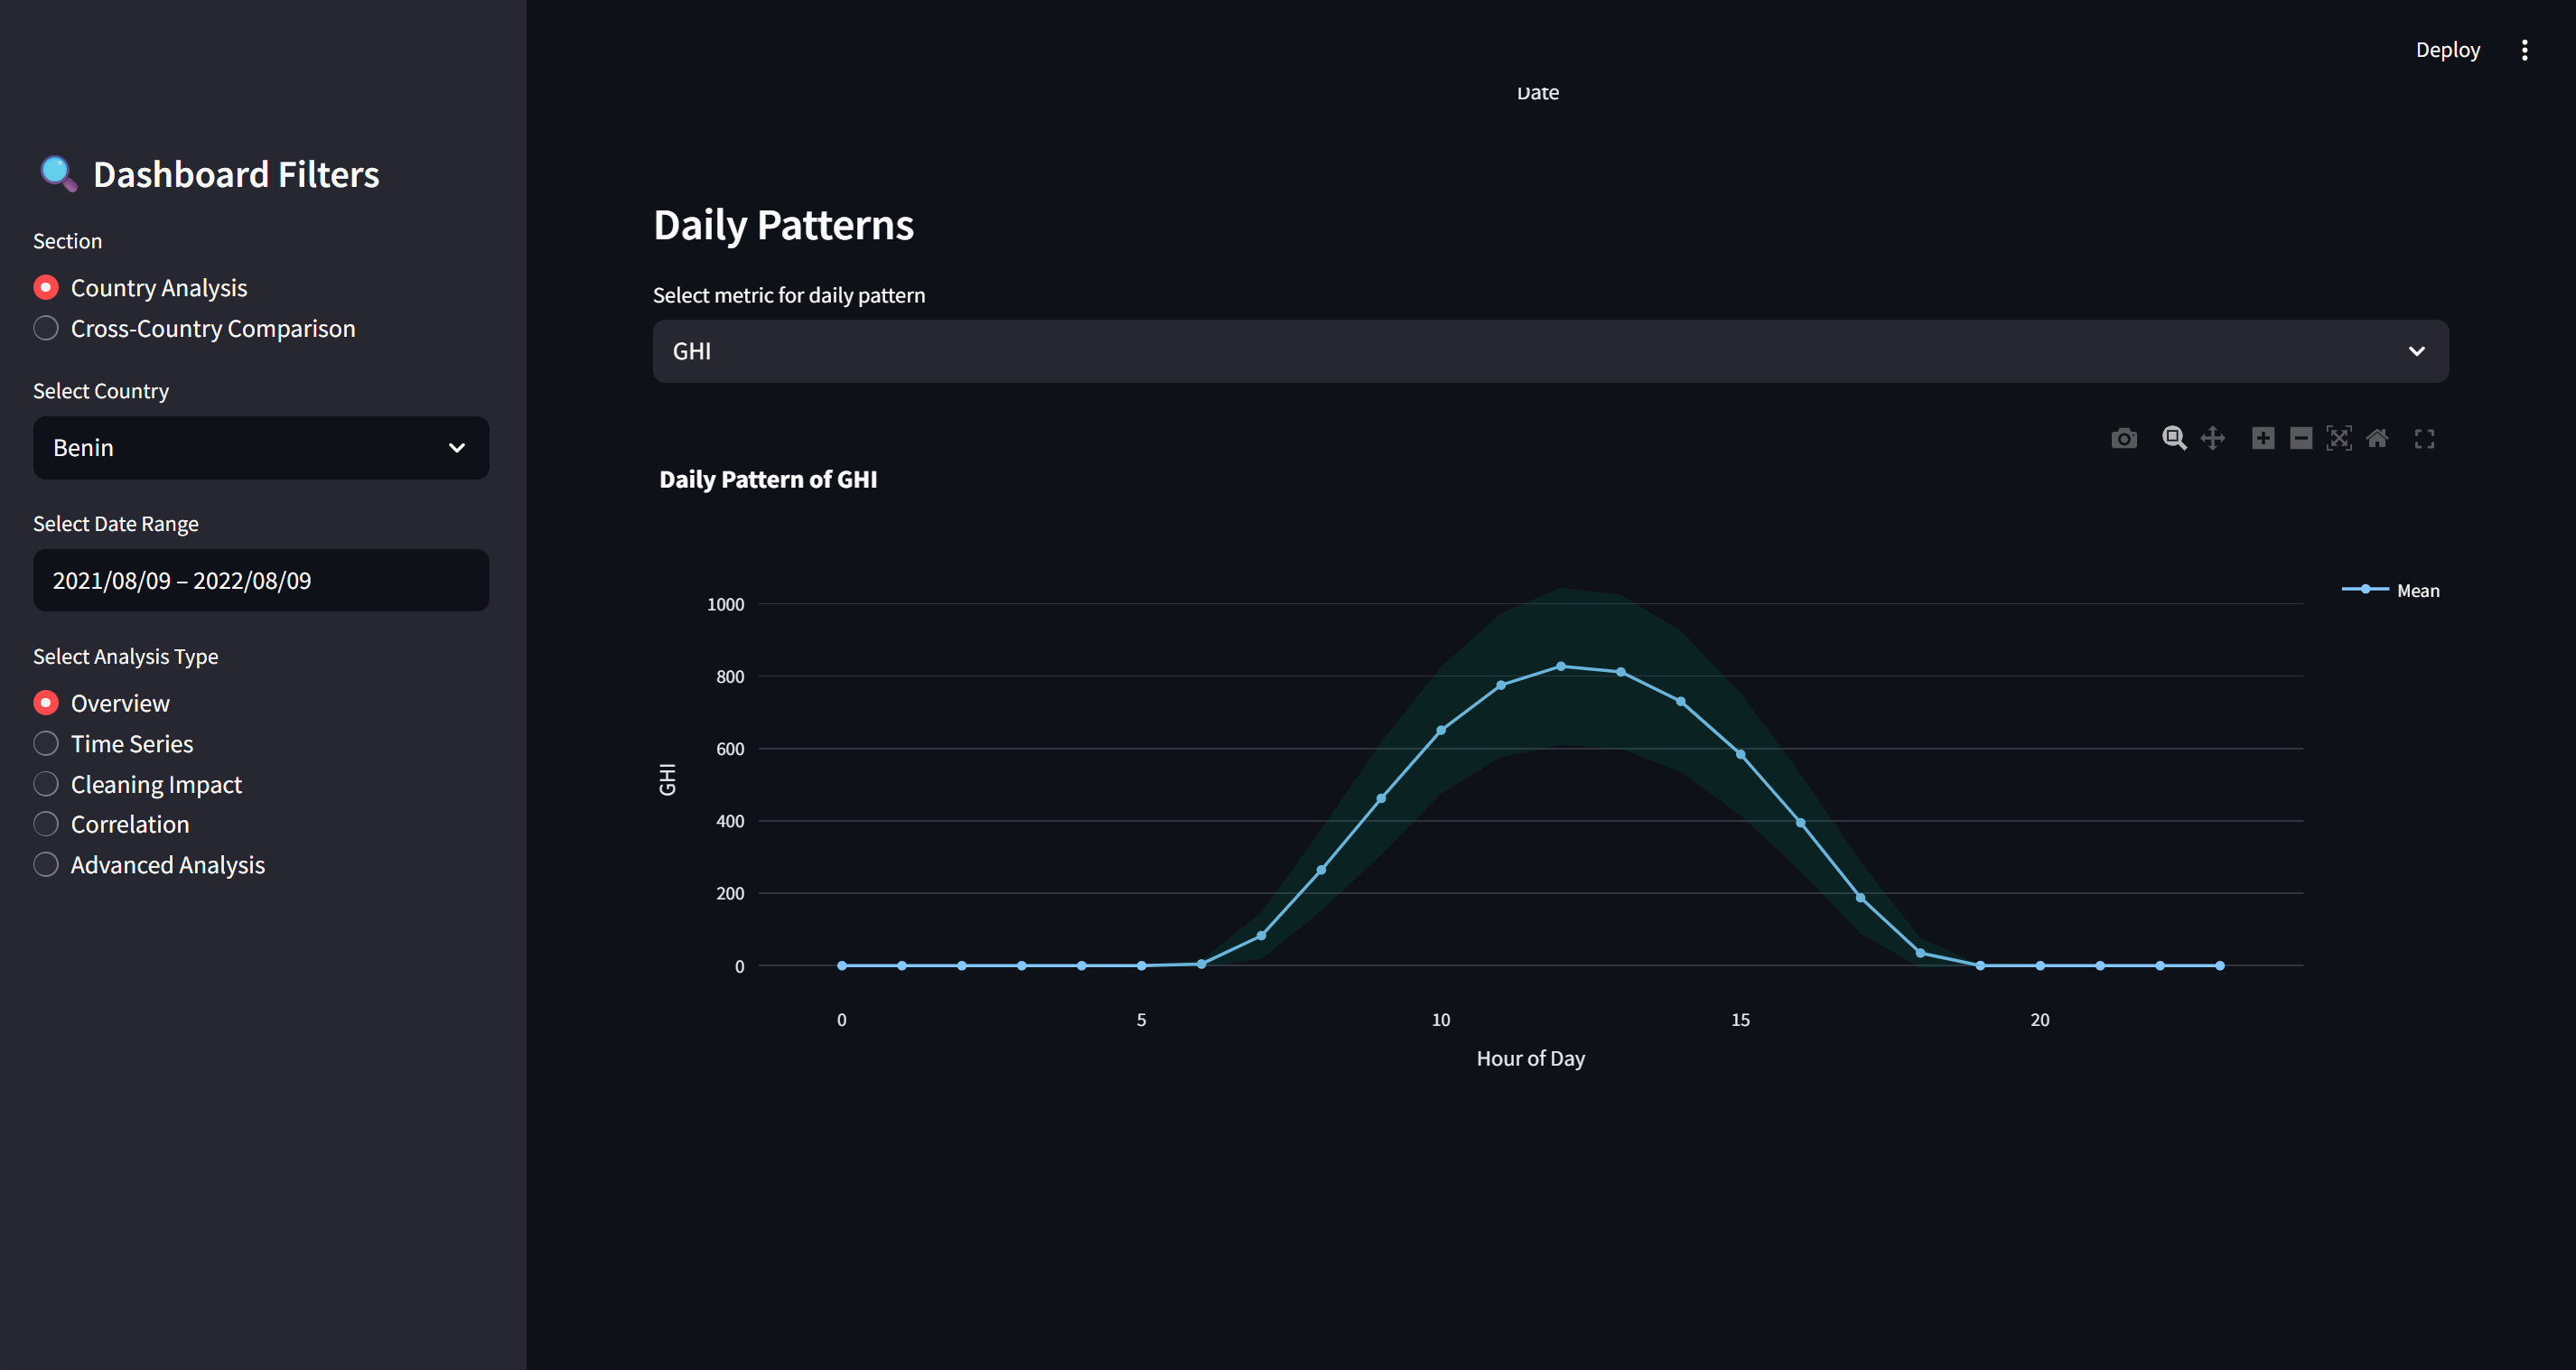 Deploy
Date
Dashboard Filters
Section
Country Analysis
Cross-Country Comparison
Select Country
Benin
Select Date Range
2021/08/09 – 2022/08/09
Select Analysis Type
Overview
Time Series
Cleaning Impact
Correlation
Advanced Analysis
Daily Patterns
Select metric for daily pattern
GHI
Daily Pattern of GHI
Mean
1000
800
600
400
200
0
GHI
0 5 10 15 20
Hour of Day